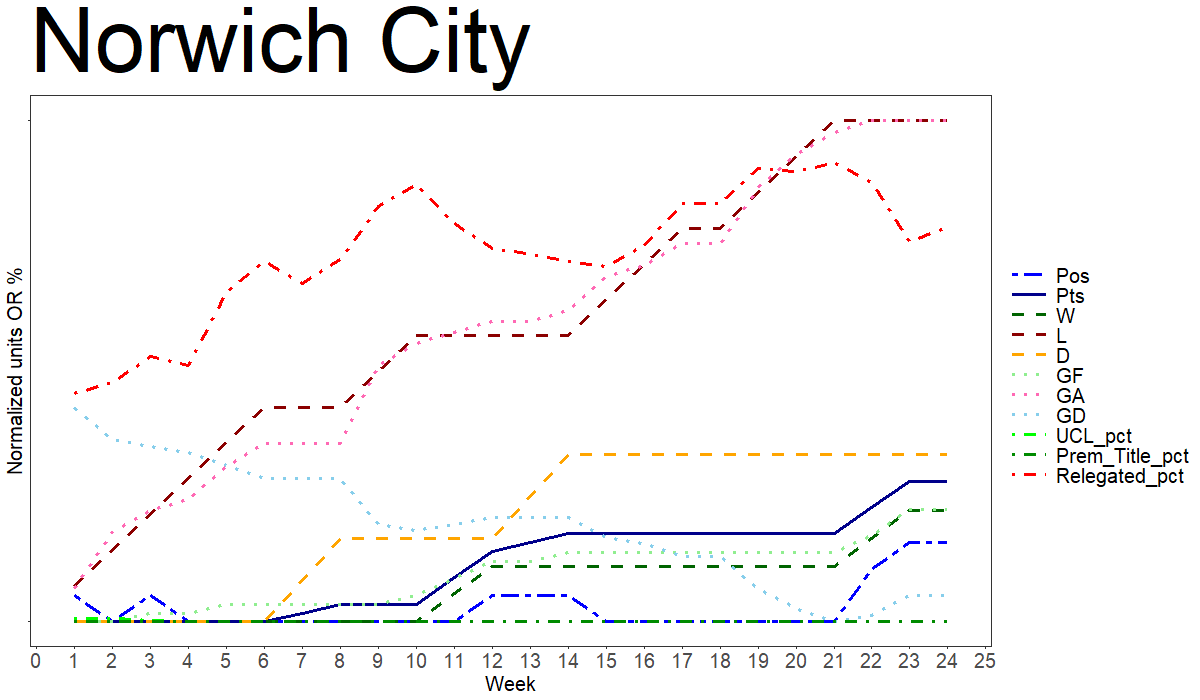 Norwich City
Normalized units OR %
0 1 2 3 4 5 6 7 8 9 10 11 12 13 14 15 16 17 18 19 20 21 22 23 24 25
Week
Pos
Pts
W
L
D
GF
GA
GD
UCL_pct
Prem_Title_pct
Relegated_pct